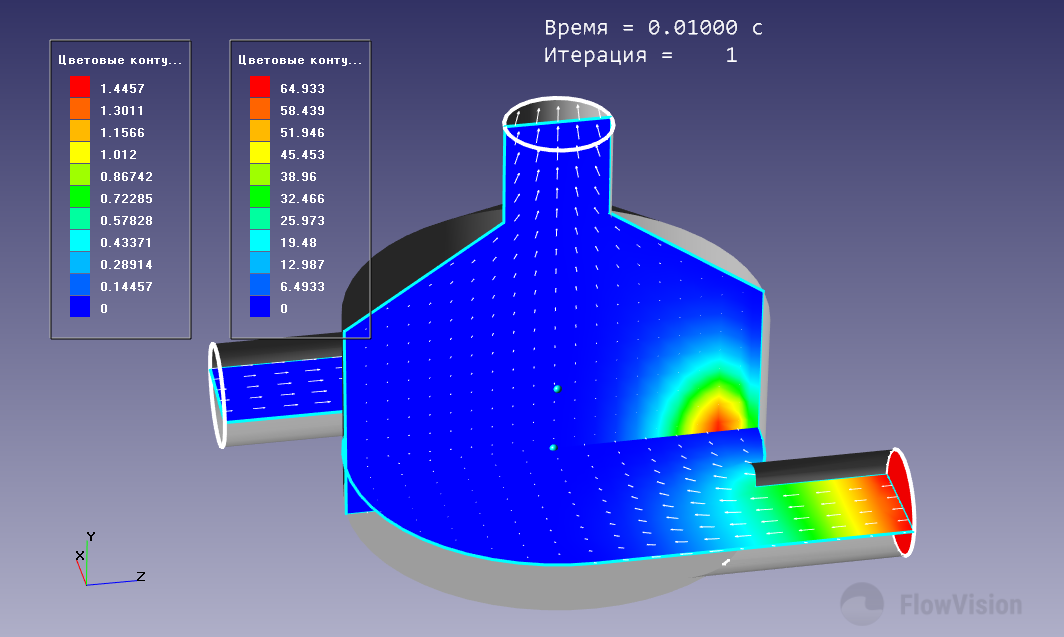 Время = 0.01000 с
Итерация = 1
Цветовые конту...
1.4457
1.3011
1.1566
1.012
0.86742
0.72285
0.57828
0.43371
0.28914
0.14457
0
Цветовые конту...
64.933
58.439
51.946
45.453
38.96
32.466
25.973
19.48
12.987
6.4933
0
Y
X
Z
FlowVision